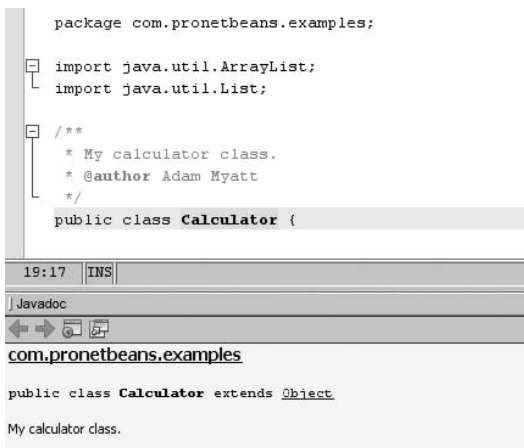 package com.pronetbeans.examples;
import java.util.ArrayList;
import java.util.List;
/**
* My calculator class.
* @author Adam Myatt
*/
public class Calculator {
19:17 INS
Javadoc
com.pronetbeans.examples
public class Calculator extends Object
My calculator class.